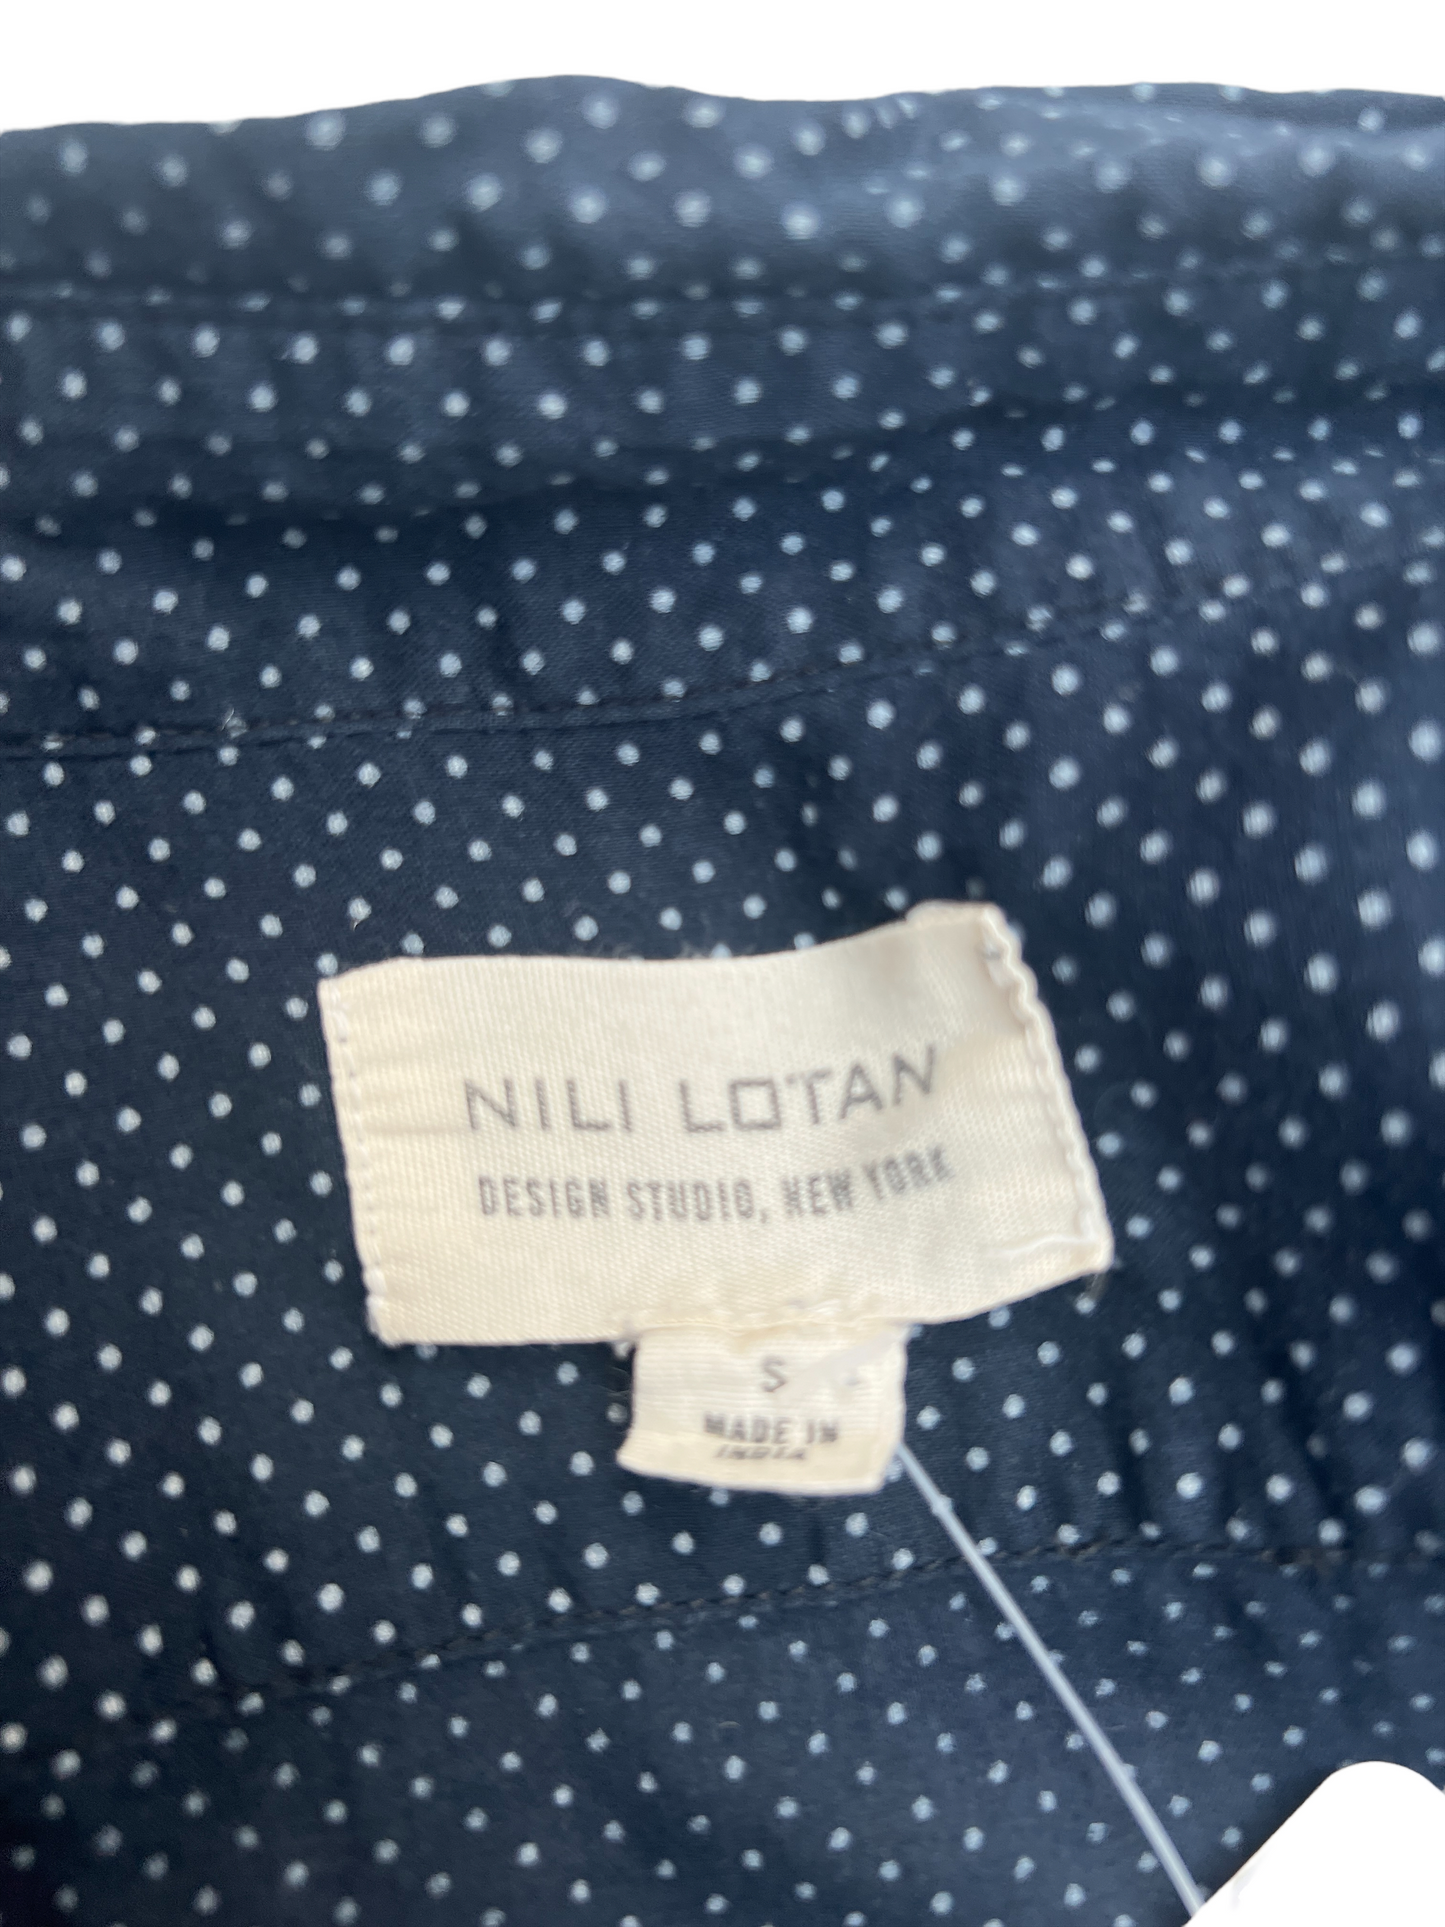 NILI LOTAN
DESIGN STUDIO, NEW YORK
S
MADE IN
INDIA